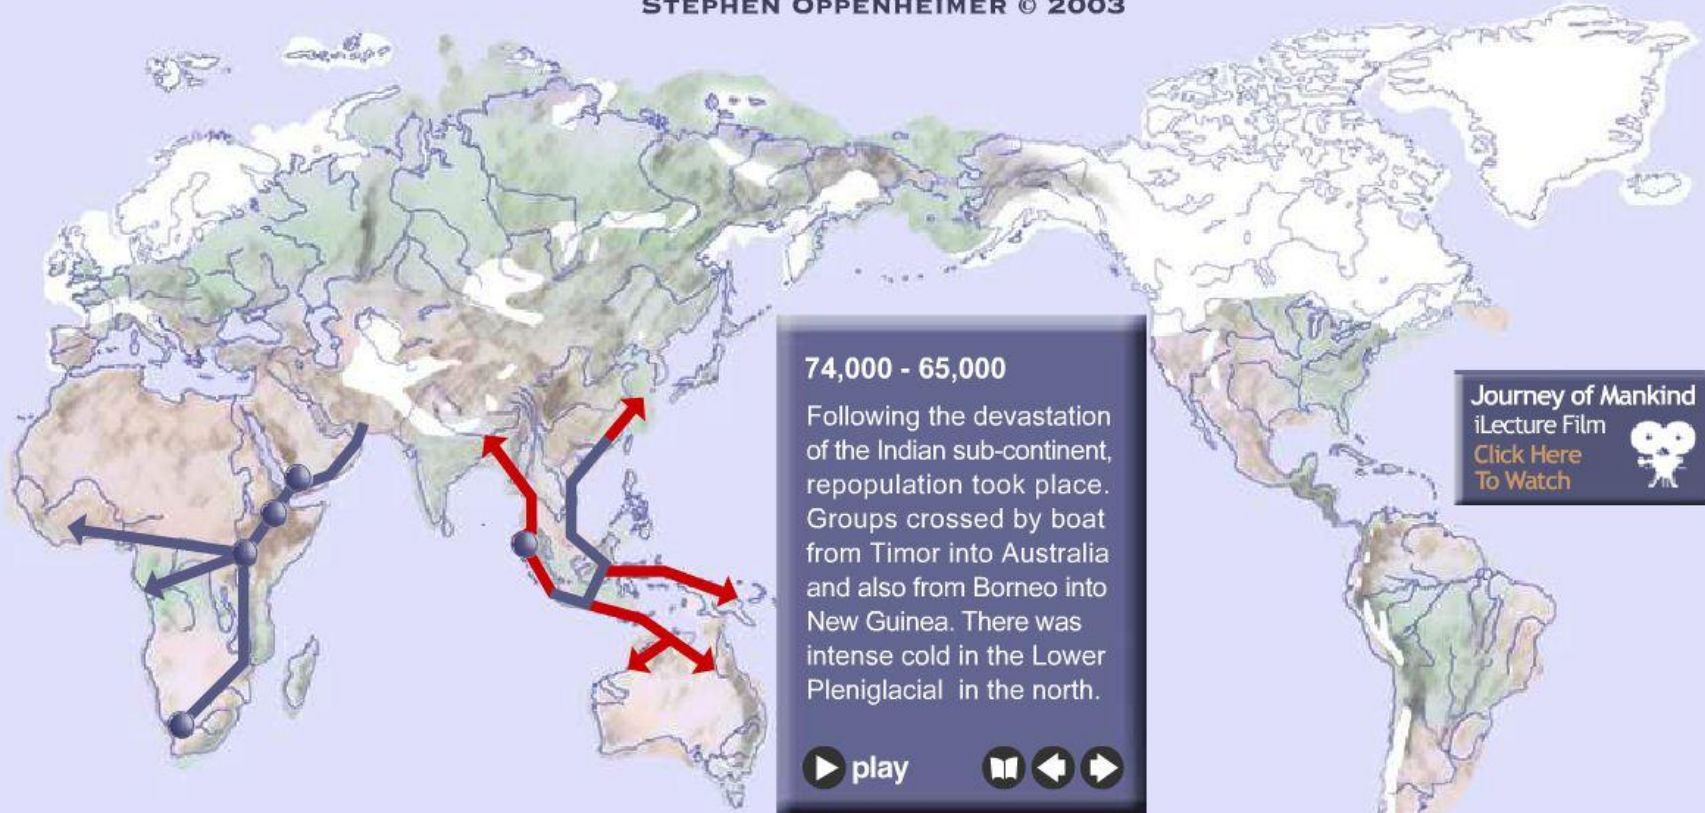 STEPHEN OPPENHEIMER © 2003
74,000 - 65,000
Following the devastation
of the Indian sub-continent,
repopulation took place.
Groups crossed by boat
from Timor into Australia
and also from Borneo into
New Guinea. There was
intense cold in the Lower
Pleniglacial in the north.
play
Journey of Mankind
iLecture Film
Click Here
To Watch